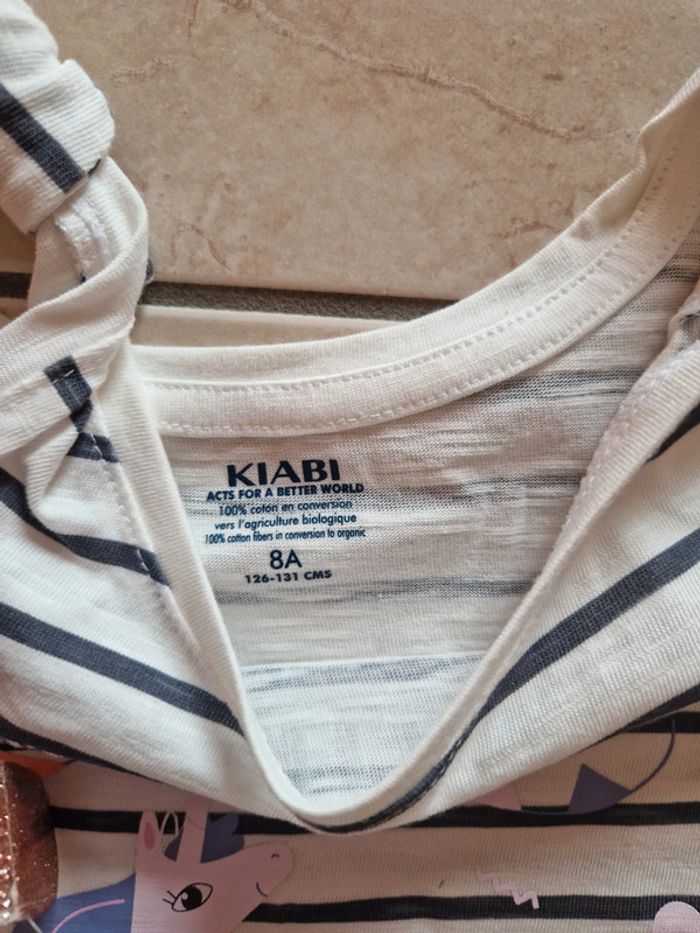 KIABI
ACTS FOR A BETTER WORLD
100% coton en conversion
vers l'agriculture biologique
100% cotton fibers in conversion to organic
8A
126-131 CMS